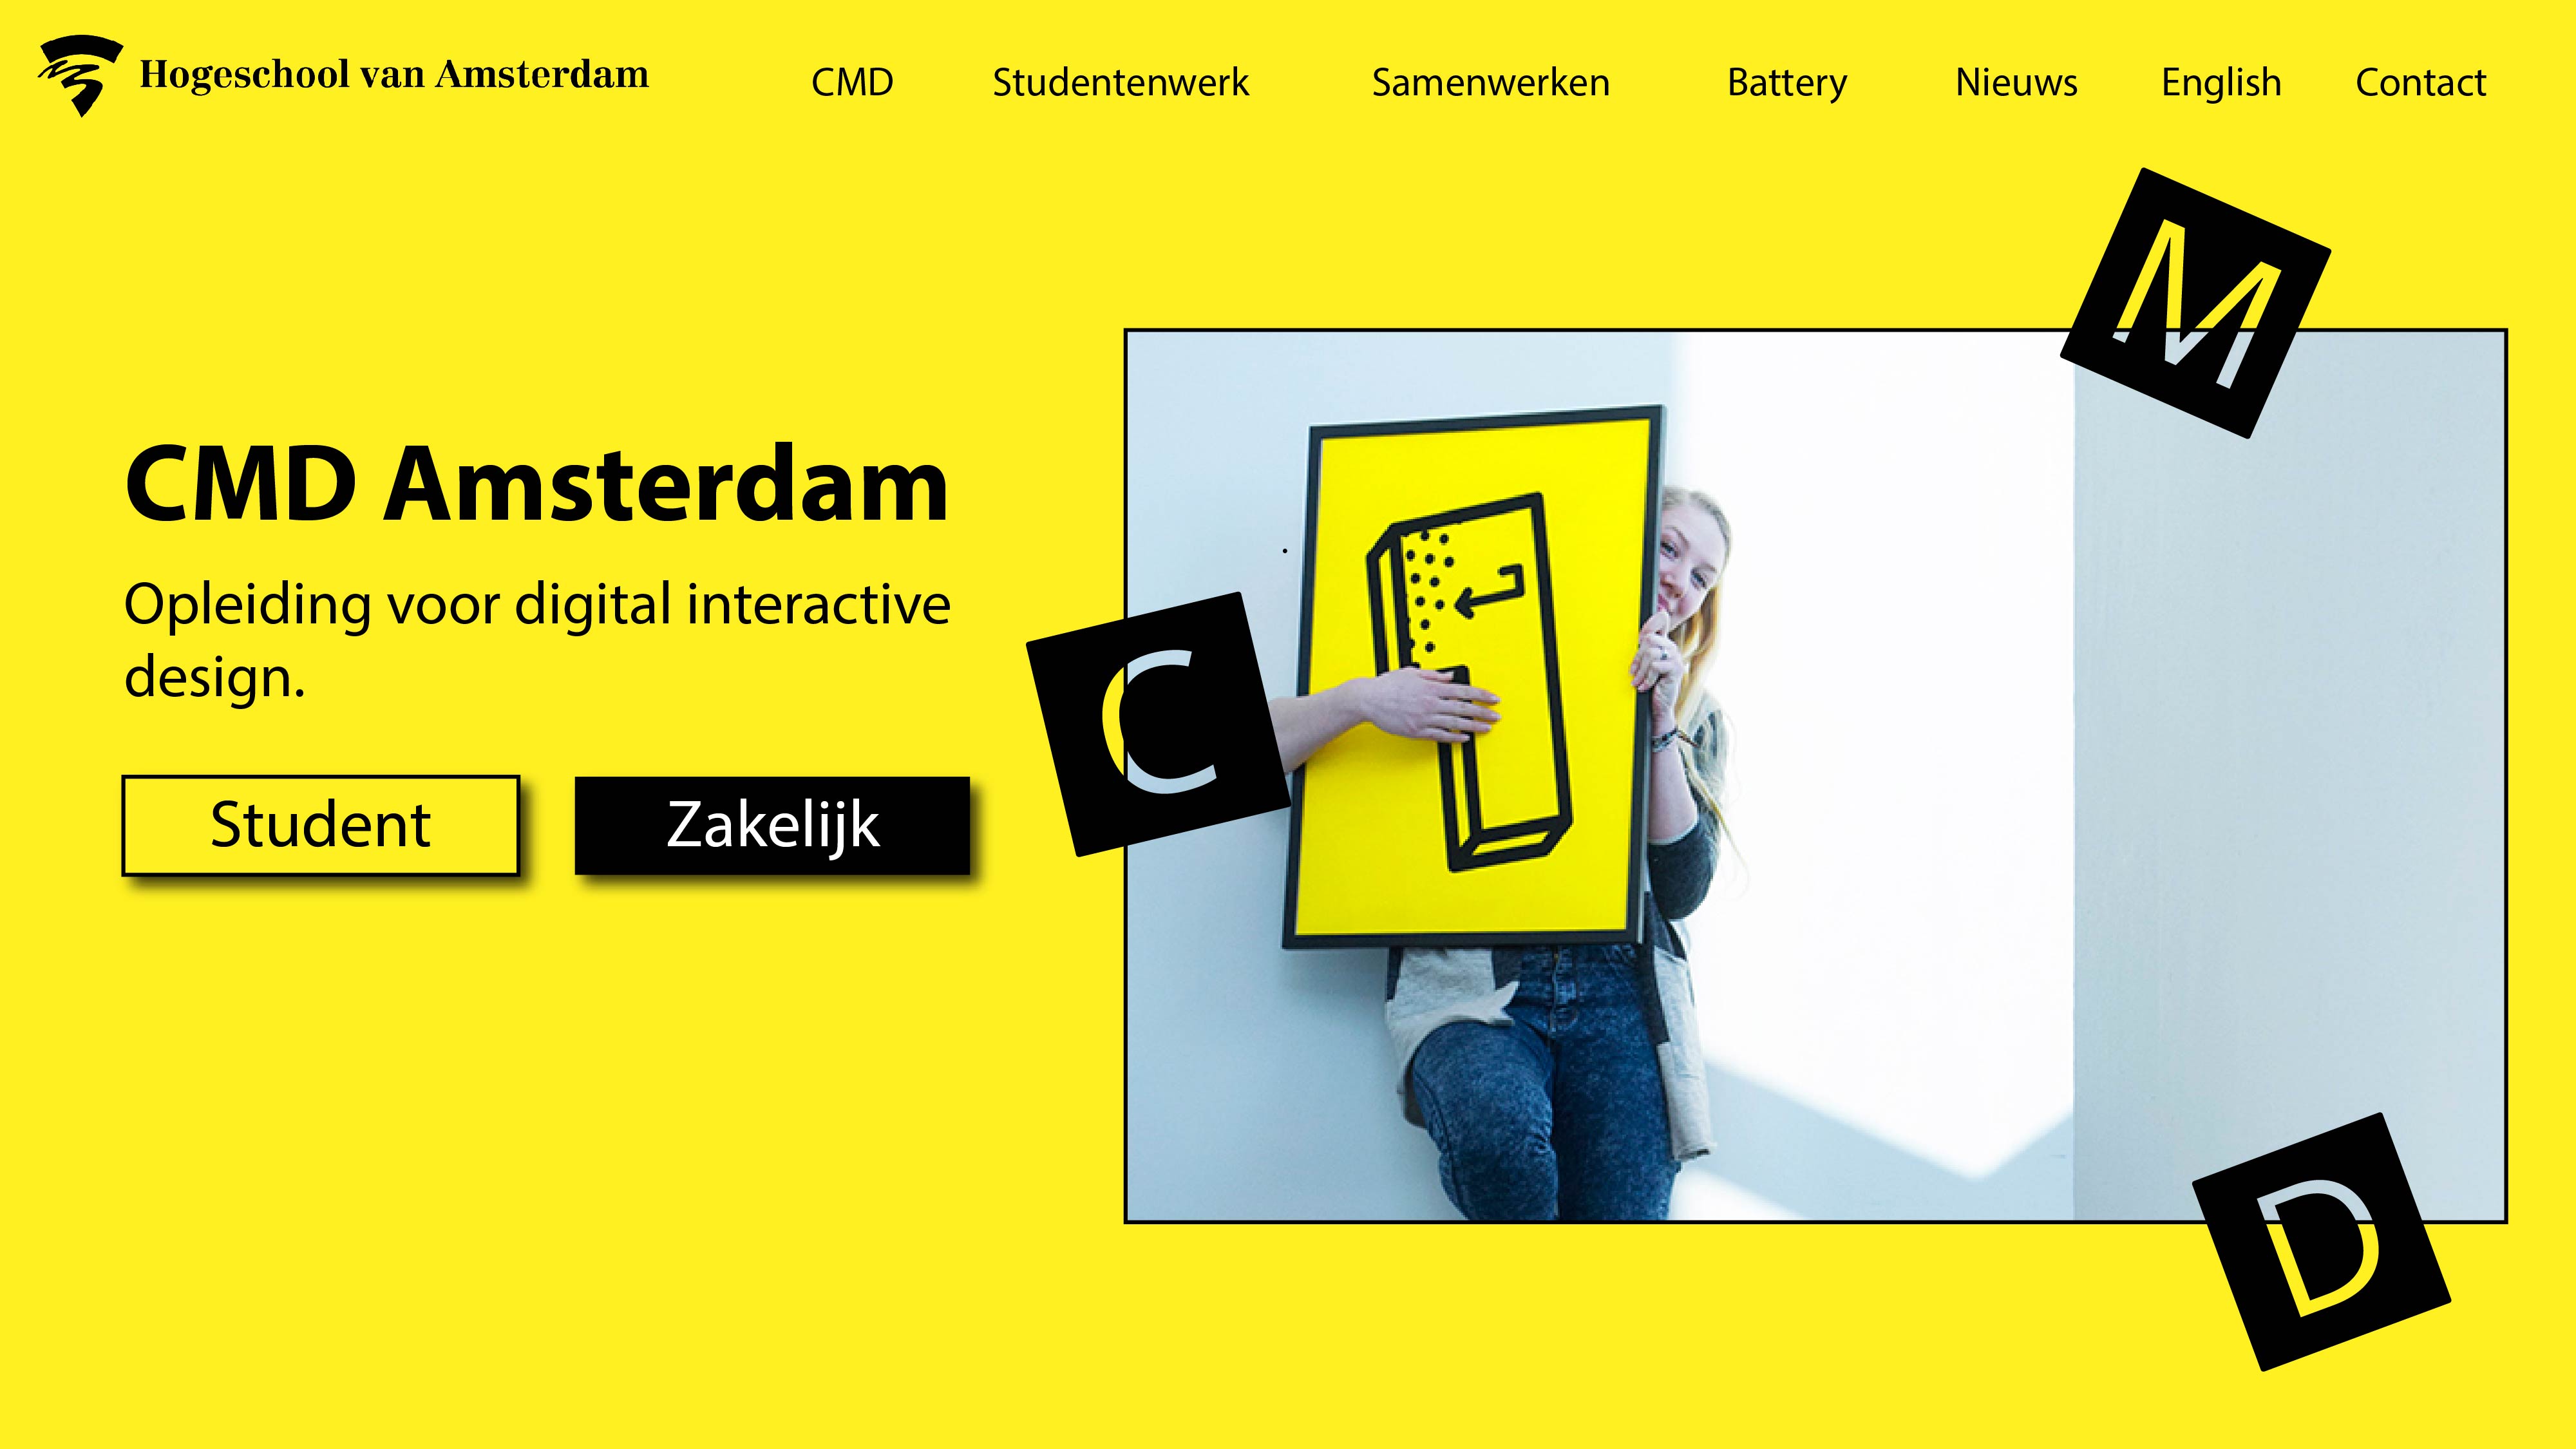 Hogeschool van Amsterdam
CMD Studentenwerk Samenwerken Battery Nieuws English Contact
M
CMD Amsterdam
Opleiding voor digital interactive
design.
C
Student Zakelijk
D